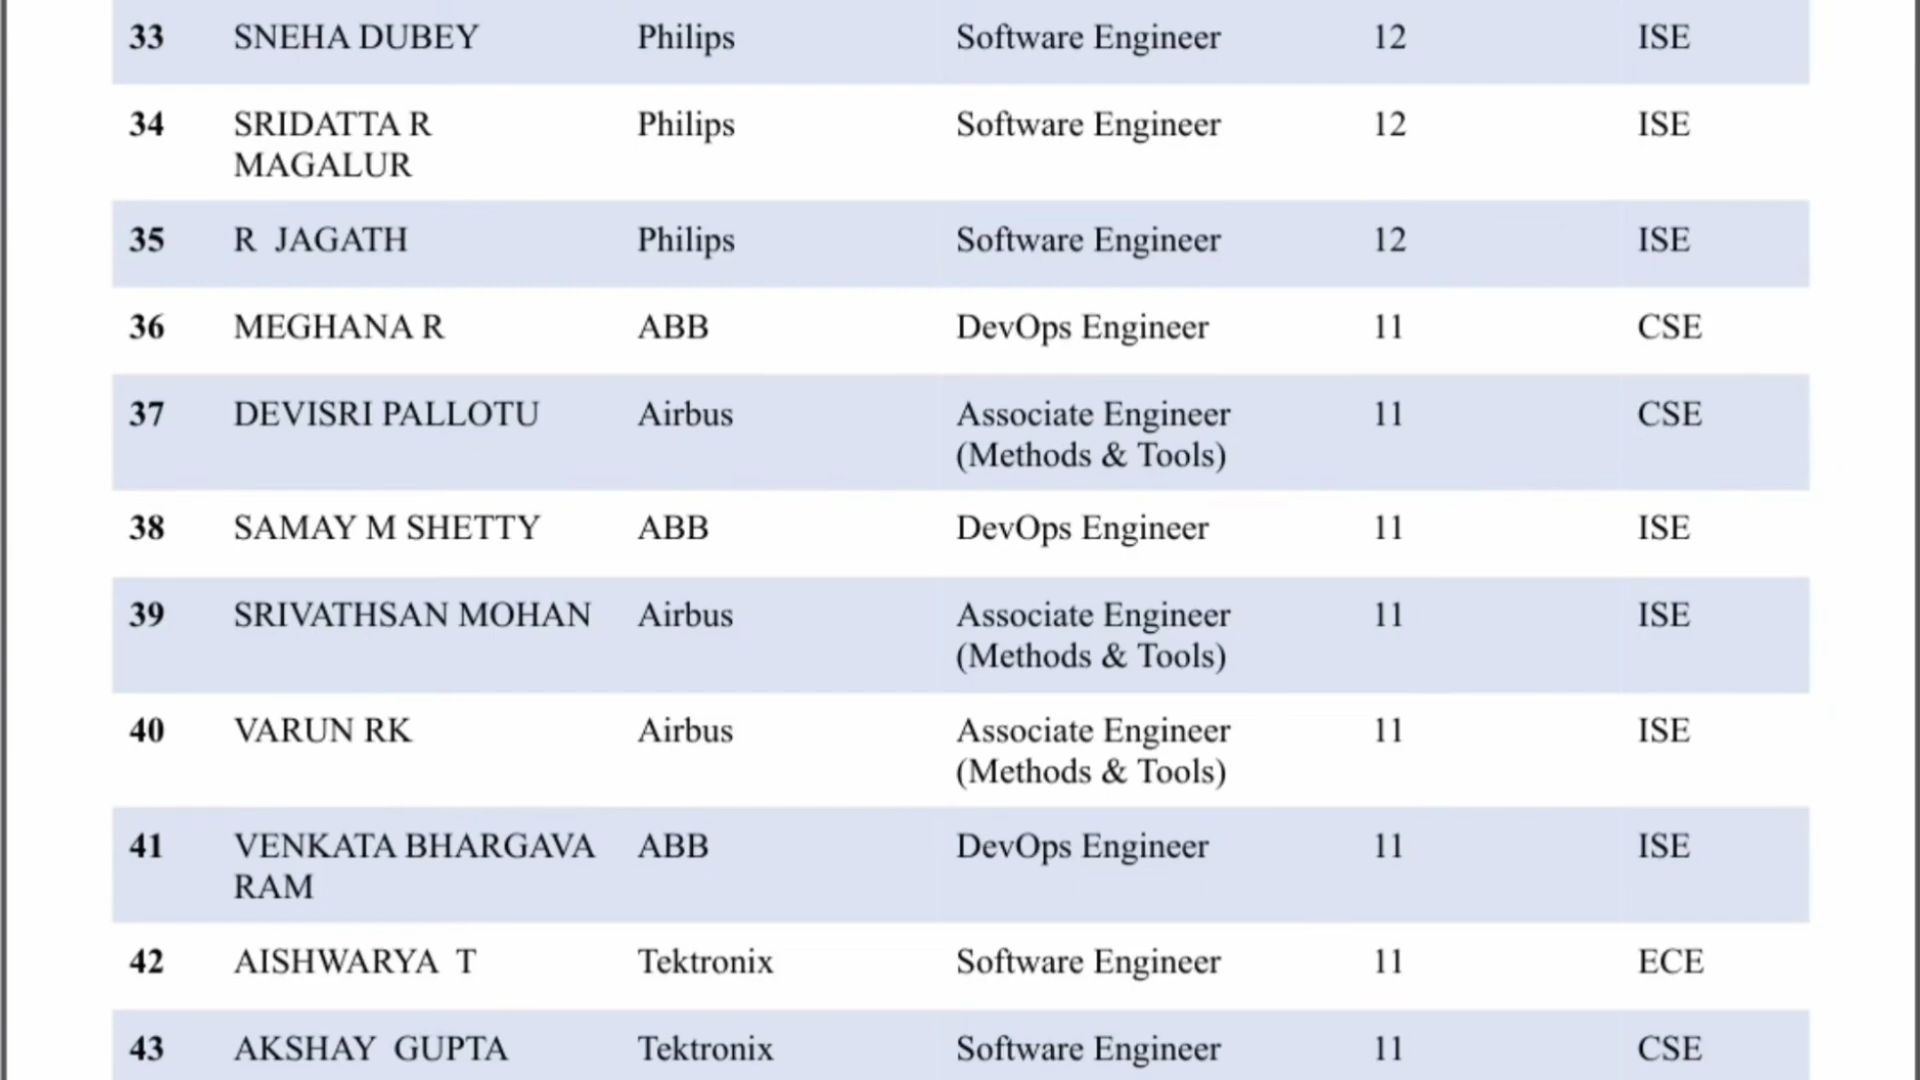 33 SNEHA DUBEY Philips Software Engineer 12 ISE
34 SRIDATTA R Philips Software Engineer 12 ISE
MAGALUR
35 R JAGATH Philips Software Engineer 12 ISE
36 MEGHANA R ABB DevOps Engineer 11 CSE
37 DEVISRI PALLOTU Airbus Associate Engineer 11 CSE
(Methods & Tools)
38 SAMAY M SHETTY ABB DevOps Engineer 11 ISE
39 SRIVATHSAN MOHAN Airbus Associate Engineer 11 ISE
(Methods & Tools)
40 VARUN RK Airbus Associate Engineer 11 ISE
(Methods & Tools)
41 VENKATA BHARGAVA ABB DevOps Engineer 11 ISE
RAM
42 AISHWARYA T Tektronix Software Engineer 11 ECE
43 AKSHAY GUPTA Tektronix Software Engineer 11 CSE